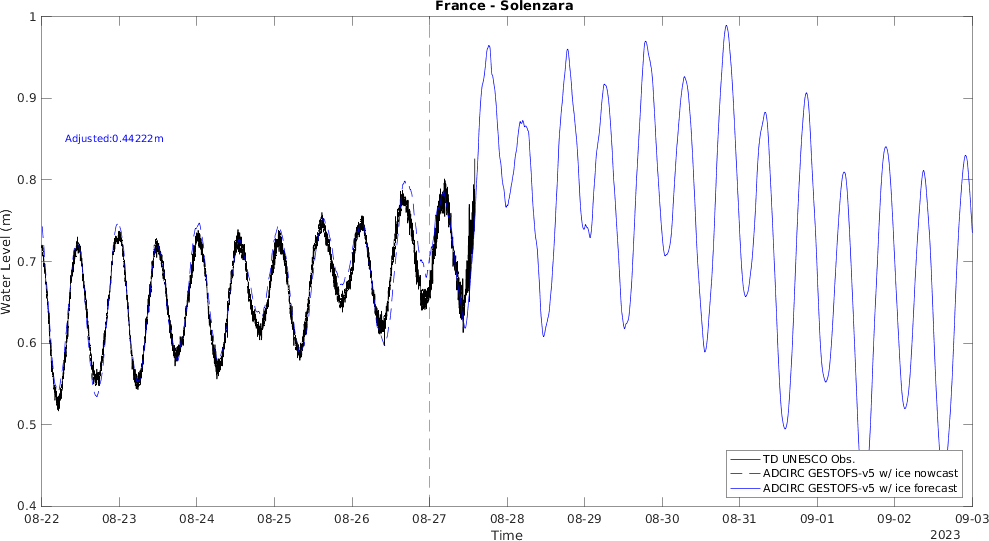 France - Solenzara
1
0.9
0.8
0.7
0.6
0.5
0.4
Water Level (m)
Adjusted:0.44222m
TD UNESCO Obs.
ADCIRC GESTOFS-v5 w/ ice nowcast
ADCIRC GESTOFS-v5 w/ ice forecast
08-22 08-23 08-24 08-25 08-26 08-27 08-28 08-29 08-30 08-31 09-01 09-02 09-03
Time
2023